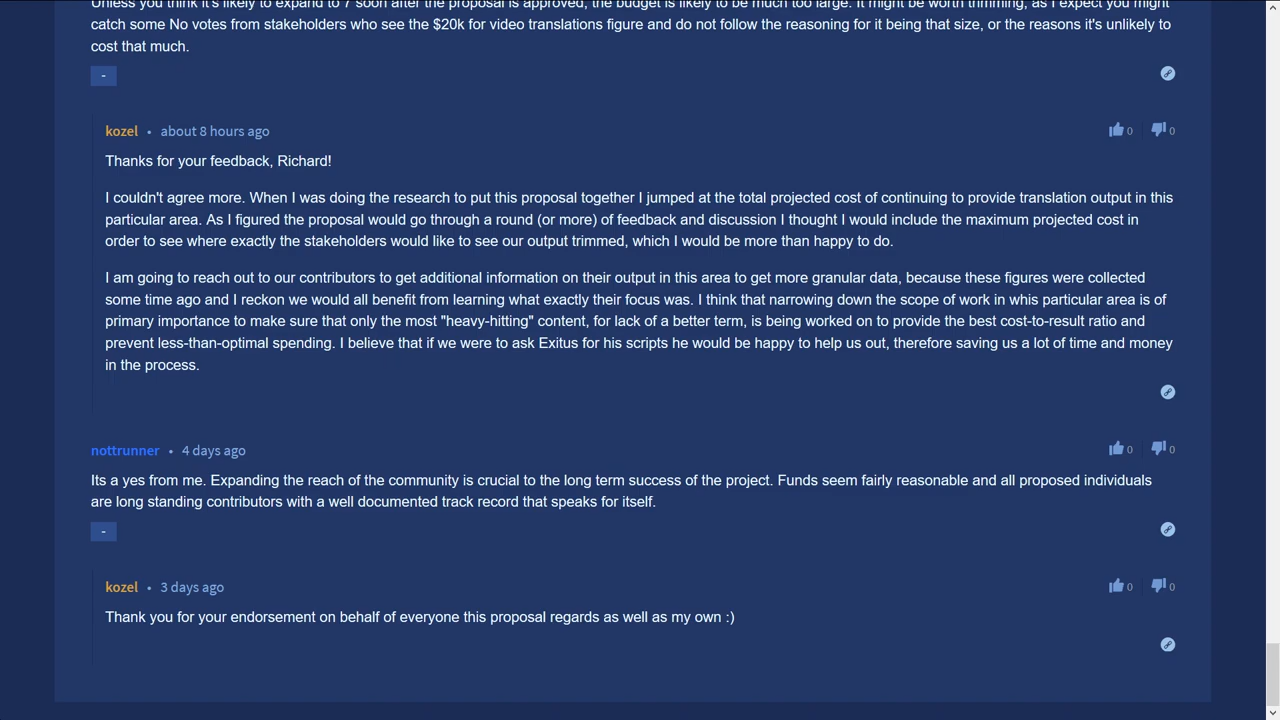 Unless you think it's likely to expand to 7 soon after the proposal is approved, the budget is likely to be much too large. It might be worth trimming, as I expect you might
catch some No votes from stakeholders who see the $20k for video translations figure and do not follow the reasoning for it being that size, or the reasons it's unlikely to
cost that much.
-
kozel • about 8 hours ago 0 0
Thanks for your feedback, Richard!
I couldn't agree more. When I was doing the research to put this proposal together I jumped at the total projected cost of continuing to provide translation output in this
particular area. As I figured the proposal would go through a round (or more) of feedback and discussion I thought I would include the maximum projected cost in
order to see where exactly the stakeholders would like to see our output trimmed, which I would be more than happy to do.
I am going to reach out to our contributors to get additional information on their output in this area to get more granular data, because these figures were collected
some time ago and I reckon we would all benefit from learning what exactly their focus was. I think that narrowing down the scope of work in whis particular area is of
primary importance to make sure that only the most "heavy-hitting" content, for lack of a better term, is being worked on to provide the best cost-to-result ratio and
prevent less-than-optimal spending. I believe that if we were to ask Exitus for his scripts he would be happy to help us out, therefore saving us a lot of time and money
in the process.
nottrunner • 4 days ago 0 0
Its a yes from me. Expanding the reach of the community is crucial to the long term success of the project. Funds seem fairly reasonable and all proposed individuals
are long standing contributors with a well documented track record that speaks for itself.
-
kozel • 3 days ago 0 0
Thank you for your endorsement on behalf of everyone this proposal regards as well as my own :)